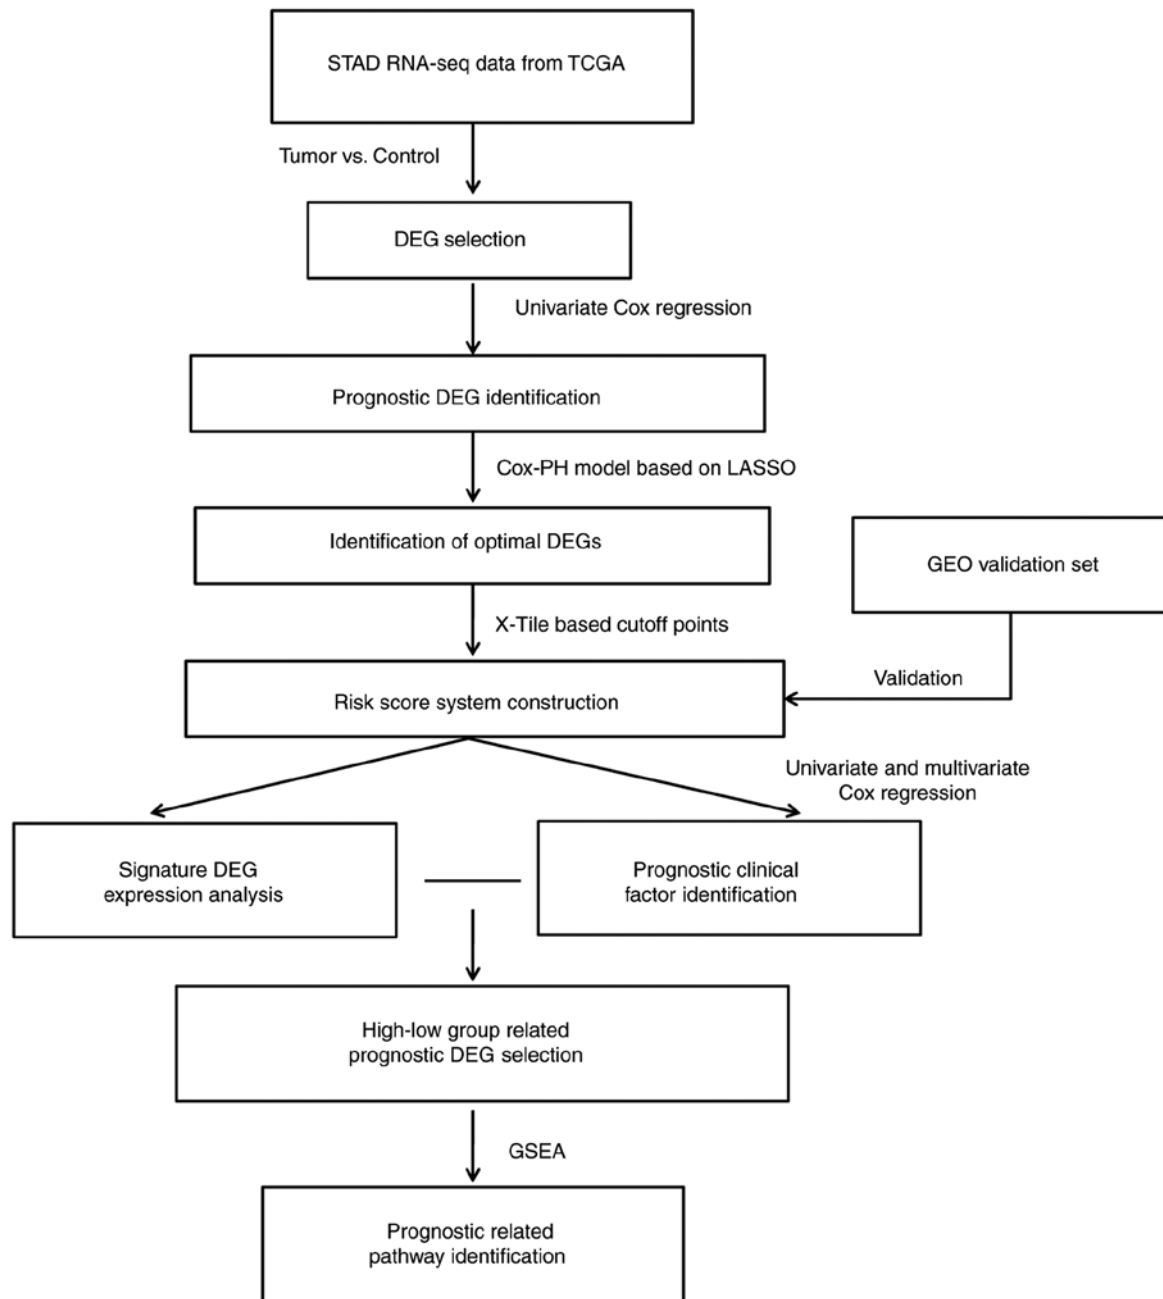 STAD RNA-seq data from TCGA
Tumor vs. Control
DEG selection
Univariate Cox regression
Prognostic DEG identification
Cox-PH model based on LASSO
Identification of optimal DEGs
GEO validation set
X-Tile based cutoff points
Validation
Risk score system construction
Univariate and multivariate
Cox regression
Signature DEG
expression analysis
Prognostic clinical
factor identification
High-low group related
prognostic DEG selection
GSEA
Prognostic related
pathway identification